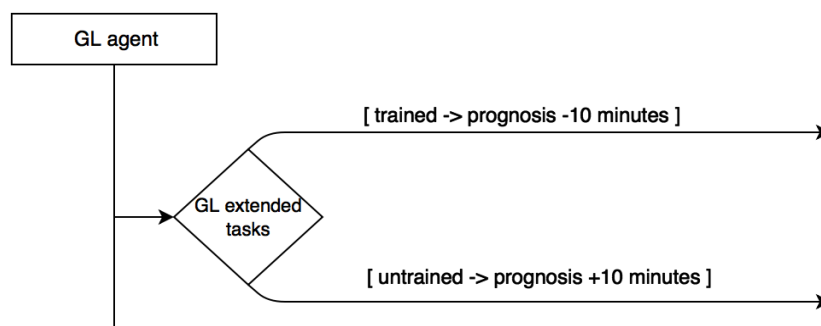 GL agent
[ trained -> prognosis -10 minutes ]
GL extended
tasks
[ untrained -> prognosis +10 minutes ]